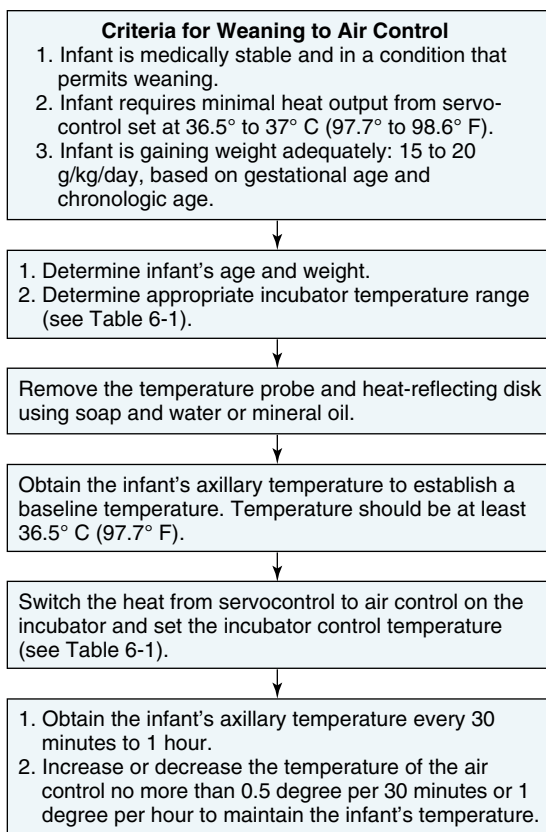 Criteria for Weaning to Air Control
1. Infant is medically stable and in a condition that
permits weaning.
2. Infant requires minimal heat output from servo-
control set at 36.5° to 37° C (97.7° to 98.6° F).
3. Infant is gaining weight adequately: 15 to 20
g/kg/day, based on gestational age and
chronologic age.
1. Determine infant's age and weight.
2. Determine appropriate incubator temperature range
(see Table 6-1).
Remove the temperature probe and heat-reflecting disk
using soap and water or mineral oil.
Obtain the infant's axillary temperature to establish a
baseline temperature. Temperature should be at least
36.5° C (97.7° F).
Switch the heat from servocontrol to air control on the
incubator and set the incubator control temperature
(see Table 6-1).
1. Obtain the infant's axillary temperature every 30
minutes to 1 hour.
2. Increase or decrease the temperature of the air
control no more than 0.5 degree per 30 minutes or 1
degree per hour to maintain the infant's temperature.